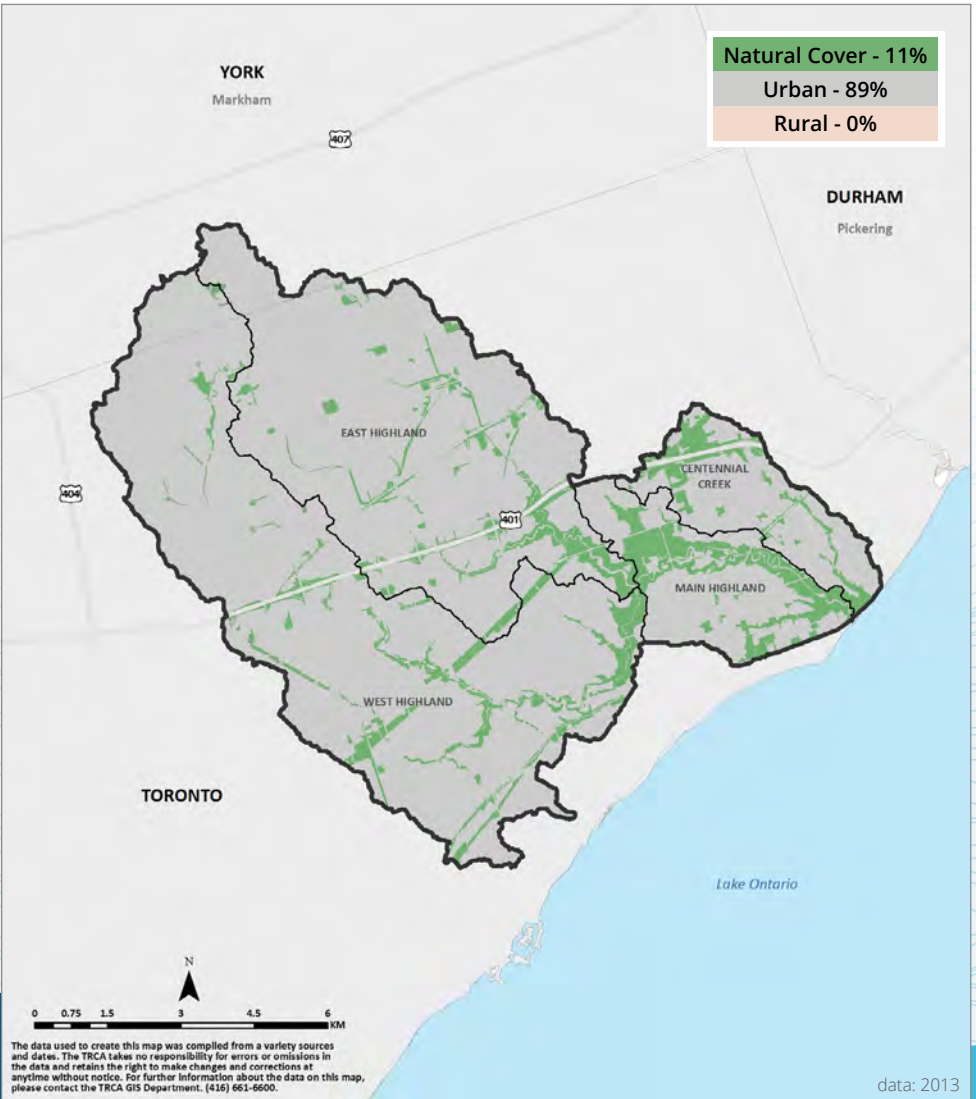 Natural Cover - 11%
Urban - 89%
Rural - 0%
YORK
Markham
407
DURHAM
Pickering
EAST HIGHLAND
CENTENNIAL
CREEK
404
401
MAIN HIGHLAND
WEST HIGHLAND
TORONTO
Lake Ontario
N
0 0.75 1.5 3 4.5 6
KM
The data used to create this map was compiled from a variety sources
and dates. The TRCA takes no responsibility for errors or omissions in
the data and retains the right to make changes and corrections at
anytime without notice. For further information about the data on this map,
please contact the TRCA GIS Department. (416) 661-6600.
data: 2013